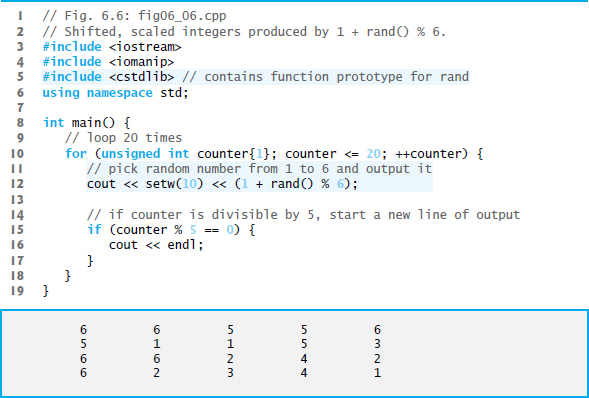 1 // Fig. 6.6: fig06_06.cpp
2 // Shifted, scaled integers produced by 1 + rand() % 6.
3 #include <iostream>
4 #include <iomanip>
5 #include <cstdlib> // contains function prototype for rand
6 using namespace std;
7
8 int main() {
9 // loop 20 times
10 for (unsigned int counter{1}; counter <= 20; ++counter) {
11 // pick random number from 1 to 6 and output it
12 cout << setw(10) << (1 + rand() % 6);
13
14 // if counter is divisible by 5, start a new line of output
15 if (counter % 5 == 0) {
16 cout << endl;
17 }
18 }
19 }
6 6 5 5 6
5 1 1 5 3
6 6 2 4 2
6 2 3 4 1